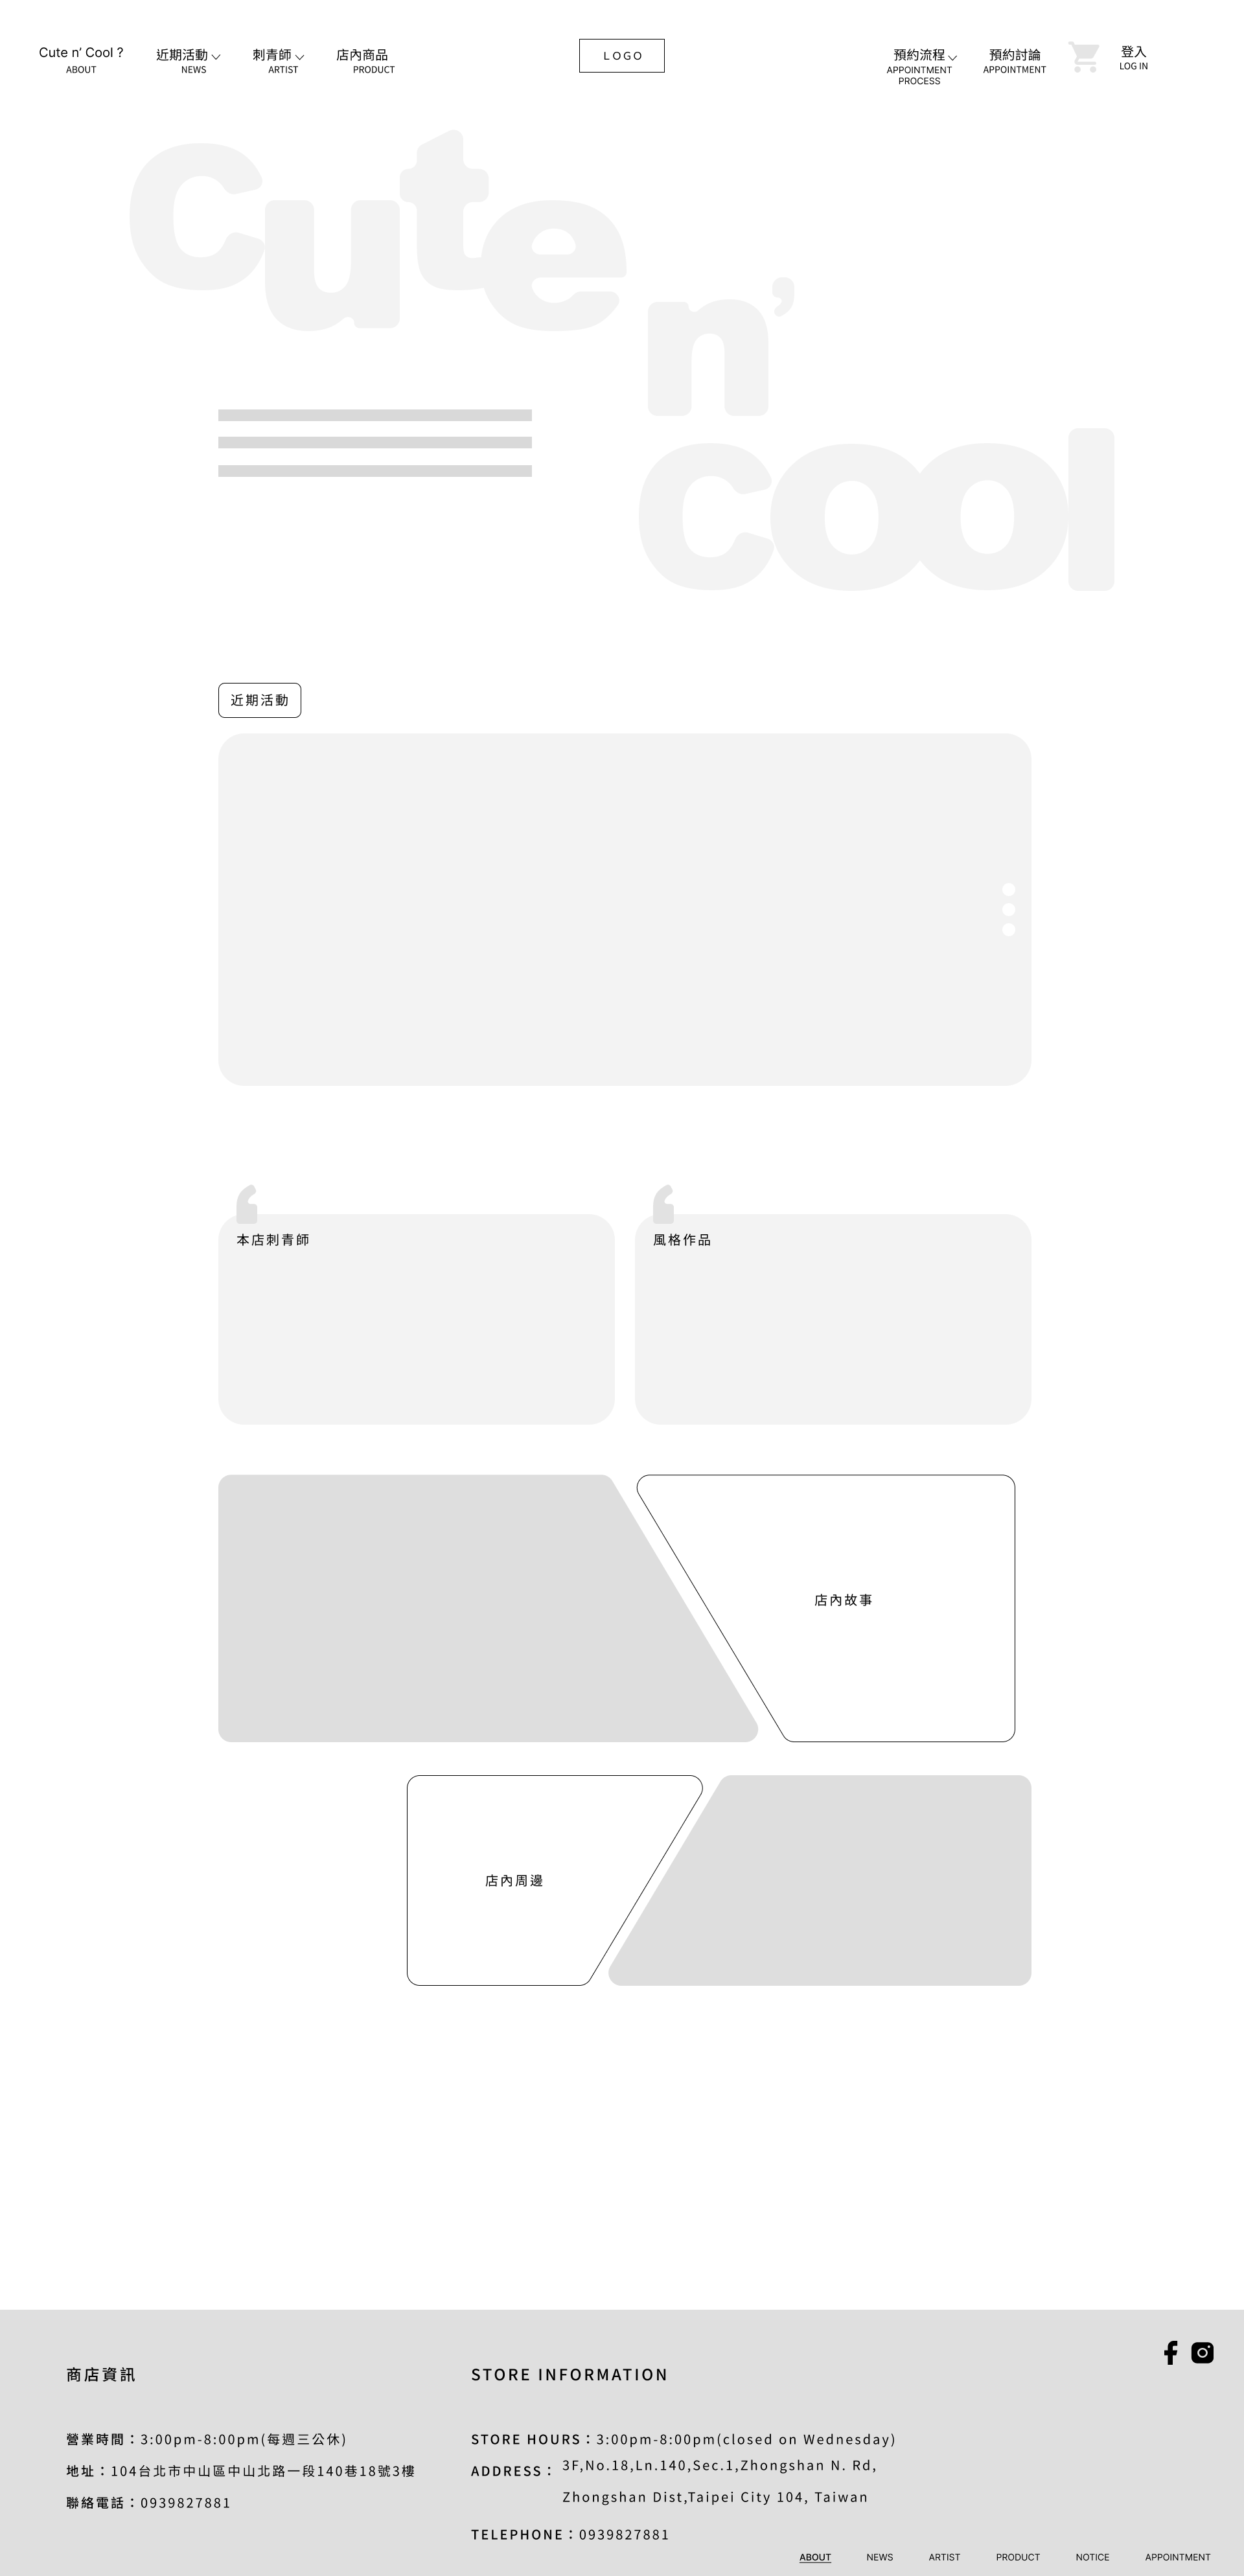 Cute n’ Cool ?
ABOUT
近期活動
NEWS
刺青師
ARTIST
店內商品
PRODUCT
LOGO
預約流程
APPOINTMENT
PROCESS
預約討論
APPOINTMENT
登入
LOG IN
Cute
n’
cool
近期活動
本店刺青師
風格作品
店內故事
店內周邊
商店資訊
營業時間：3:00pm-8:00pm(每週三公休)
地址：104台北市中山區中山北路一段140巷18號3樓
聯絡電話：0939827881
STORE INFORMATION
STORE HOURS：3:00pm-8:00pm(closed on Wednesday)
ADDRESS： 3F,No.18,Ln.140,Sec.1,Zhongshan N. Rd,
Zhongshan Dist,Taipei City 104, Taiwan
TELEPHONE：0939827881
ABOUT NEWS ARTIST PRODUCT NOTICE APPOINTMENT